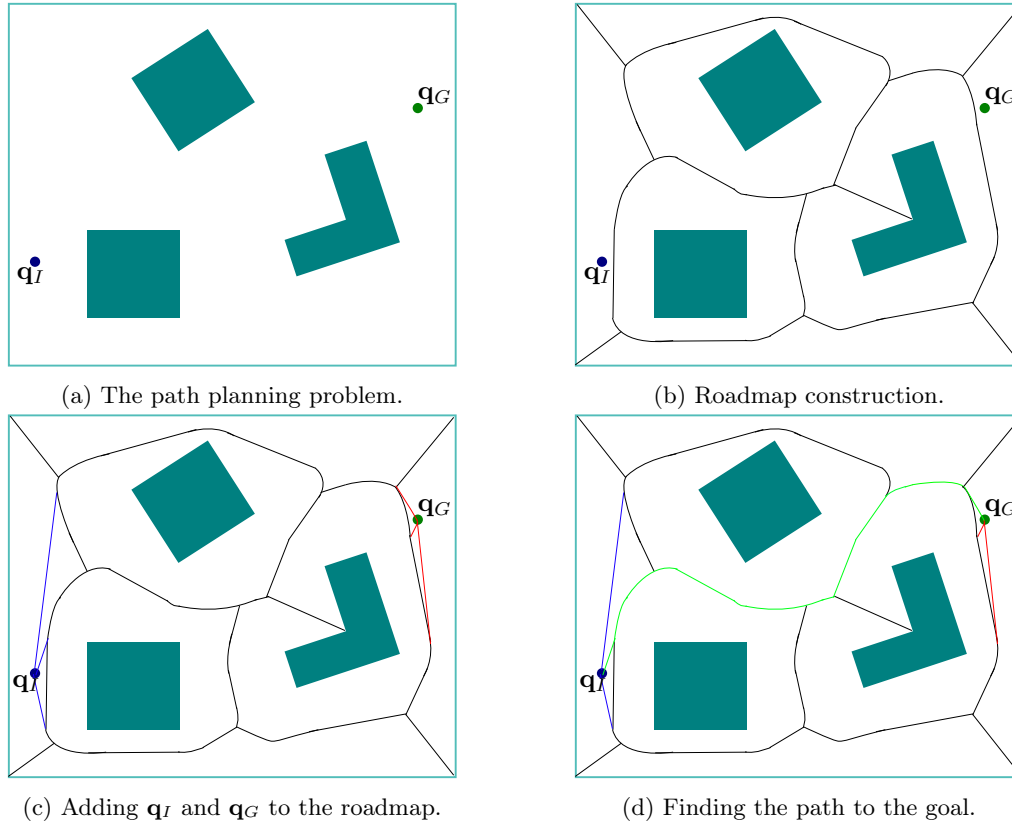 q_G
q_I
q_G
q_I
(a) The path planning problem.
(b) Roadmap construction.
q_G
q_I
q_G
q_I
(c) Adding q_I and q_G to the roadmap.
(d) Finding the path to the goal.